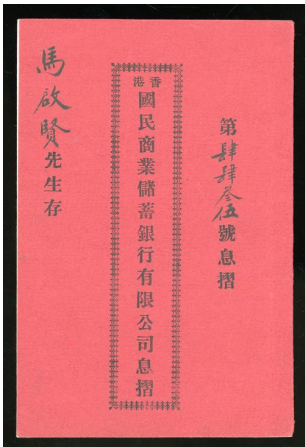 第肆肆叁伍號息摺
香港
國民商業儲蓄銀行有限公司息摺
馬啟賢先生存